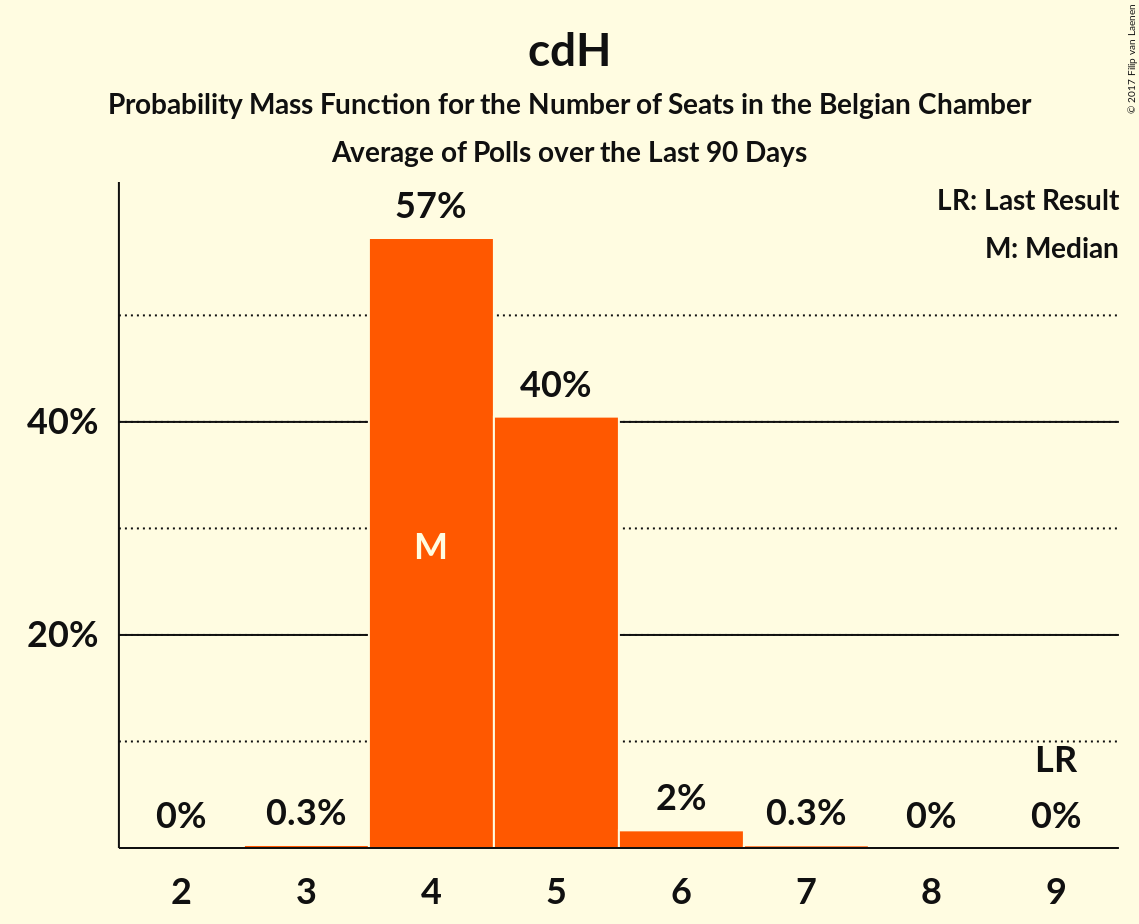 cdH
Probability Mass Function for the Number of Seats in the Belgian Chamber
Average of Polls over the Last 90 Days
© 2017 Filip van Laenen
LR: Last Result
M: Median
57%
40%
40%
M
20%
LR
0% 0.3% 2% 0.3% 0% 0%
2 3 4 5 6 7 8 9